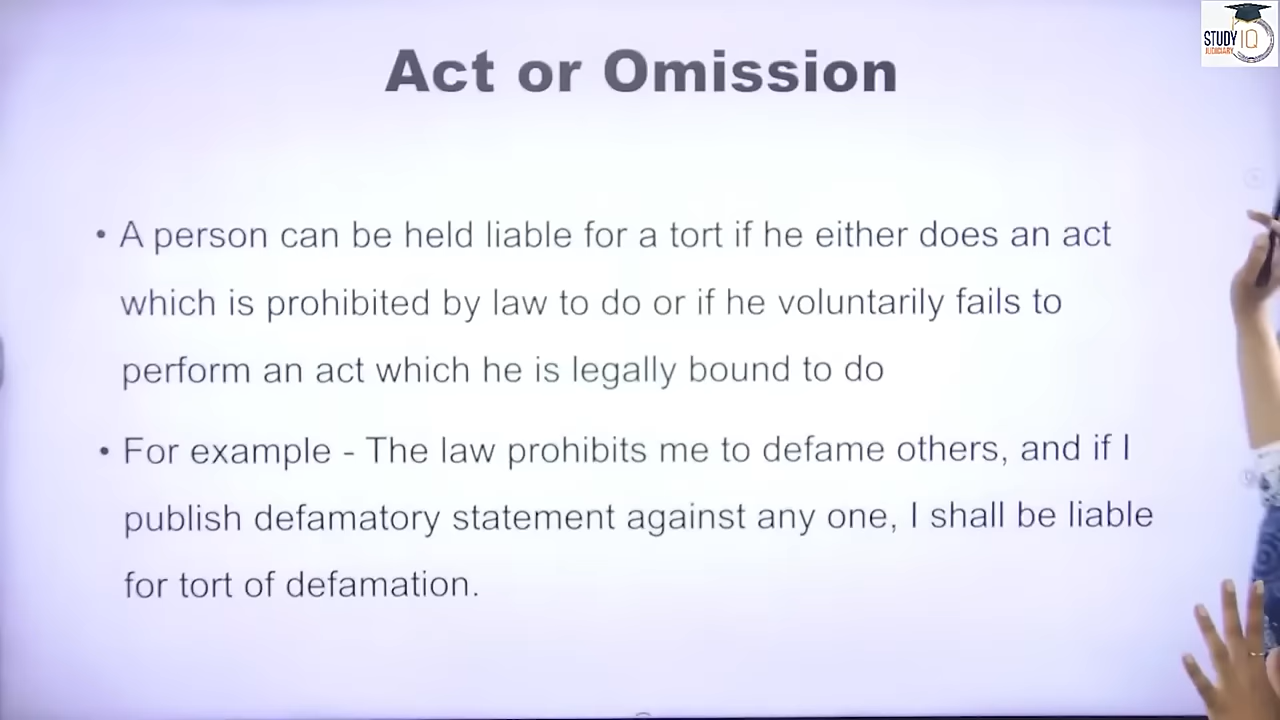 STUDY IQ
JUDICIARY
Act or Omission
• A person can be held liable for a tort if he either does an act
which is prohibited by law to do or if he voluntarily fails to
perform an act which he is legally bound to do
• For example - The law prohibits me to defame others, and if I
publish defamatory statement against any one, I shall be liable
for tort of defamation.